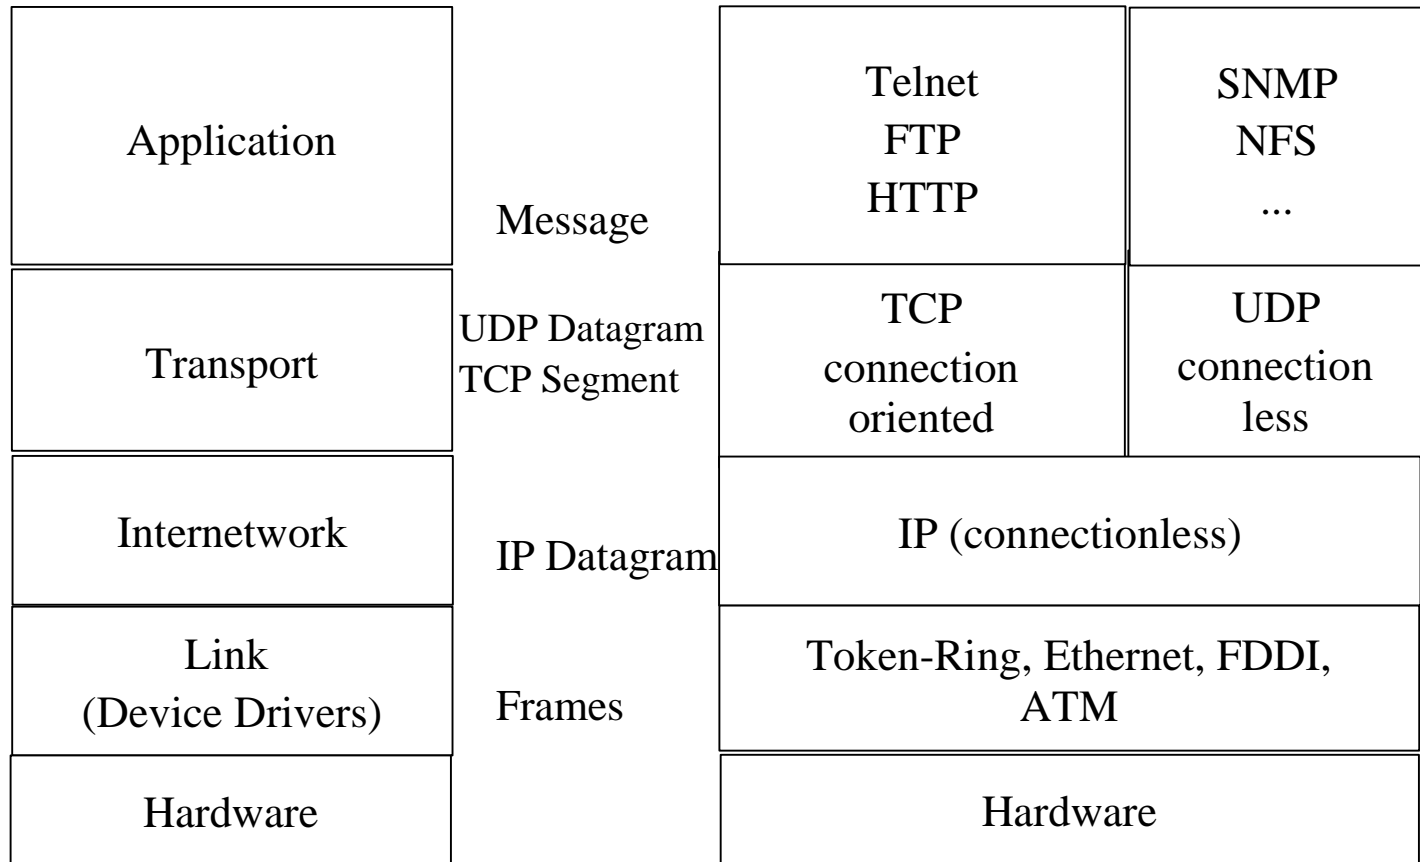 Application
Message
Telnet
FTP
HTTP
SNMP
NFS
...
Transport
UDP Datagram
TCP Segment
TCP
connection
oriented
UDP
connection
less
Internetwork
IP Datagram
IP (connectionless)
Link
(Device Drivers)
Frames
Token-Ring, Ethernet, FDDI,
ATM
Hardware
Hardware